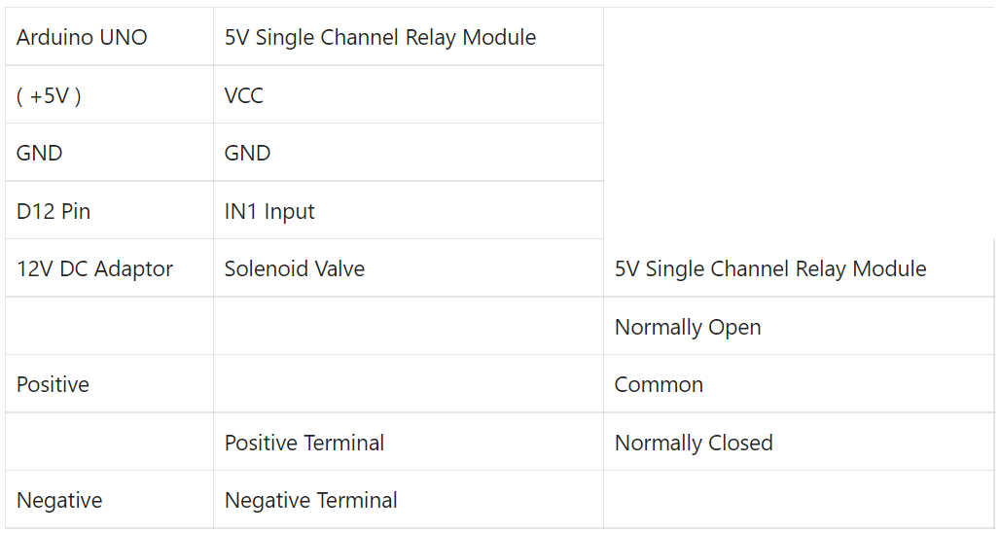 Arduino UNO 5V Single Channel Relay Module
( +5V ) VCC
GND GND
D12 Pin IN1 Input
12V DC Adaptor Solenoid Valve 5V Single Channel Relay Module
Normally Open
Positive Common
Positive Terminal Normally Closed
Negative Negative Terminal